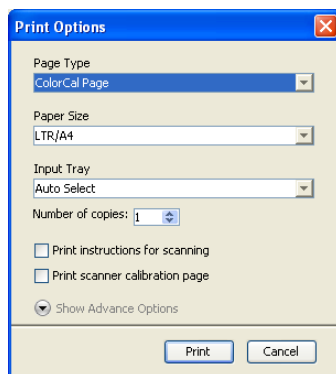 Print Options
Page Type
ColorCal Page
Paper Size
LTR/A4
Input Tray
Auto Select
Number of copies: 1
Print instructions for scanning
Print scanner calibration page
Show Advance Options
Print Cancel